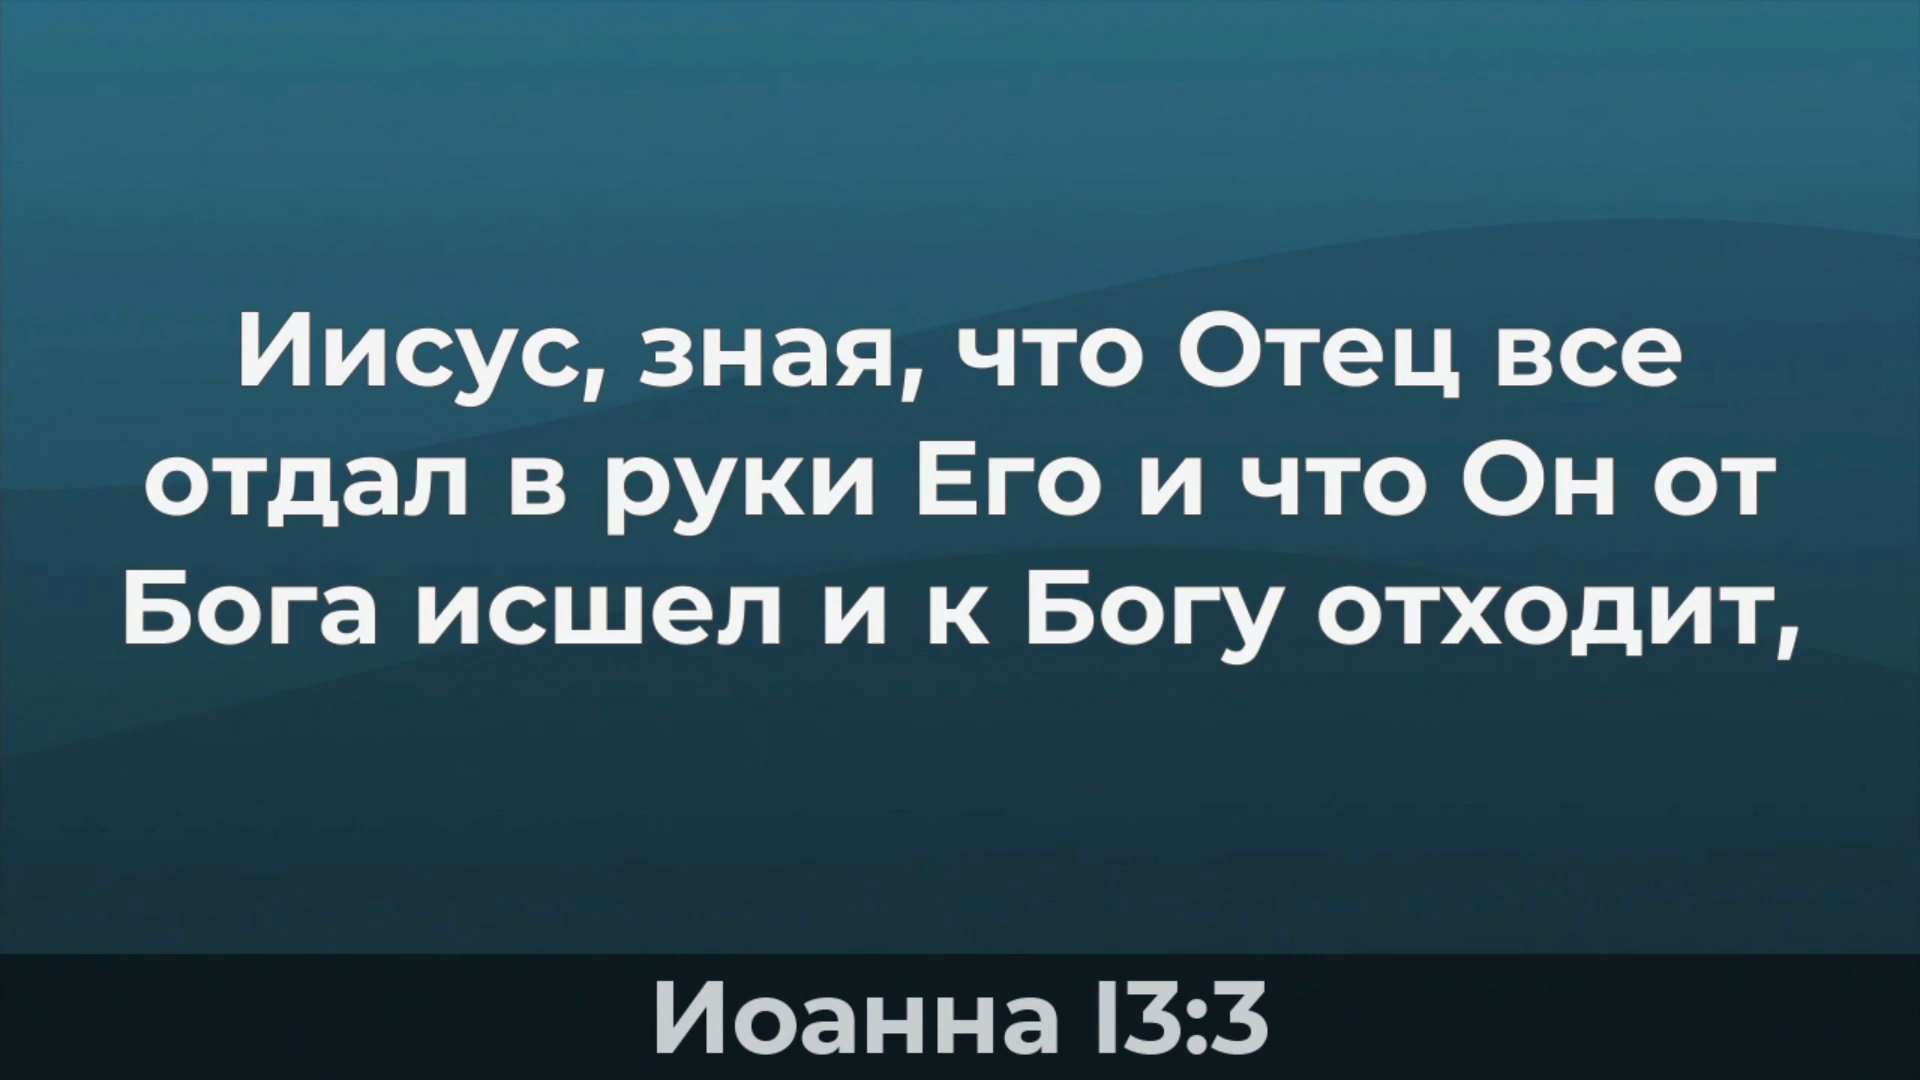 Иисус, зная, что Отец все
отдал в руки Его и что Он от
Бога исшел и к Богу отходит,
Иоанна 13:3